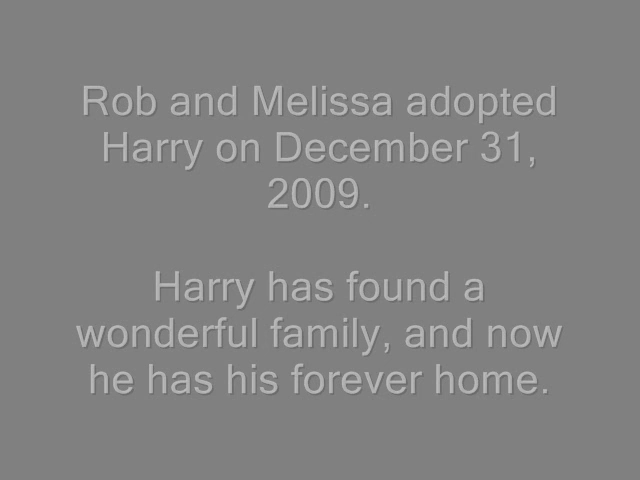 Rob and Melissa adopted
Harry on December 31,
2009.
Harry has found a
wonderful family, and now
he has his forever home.